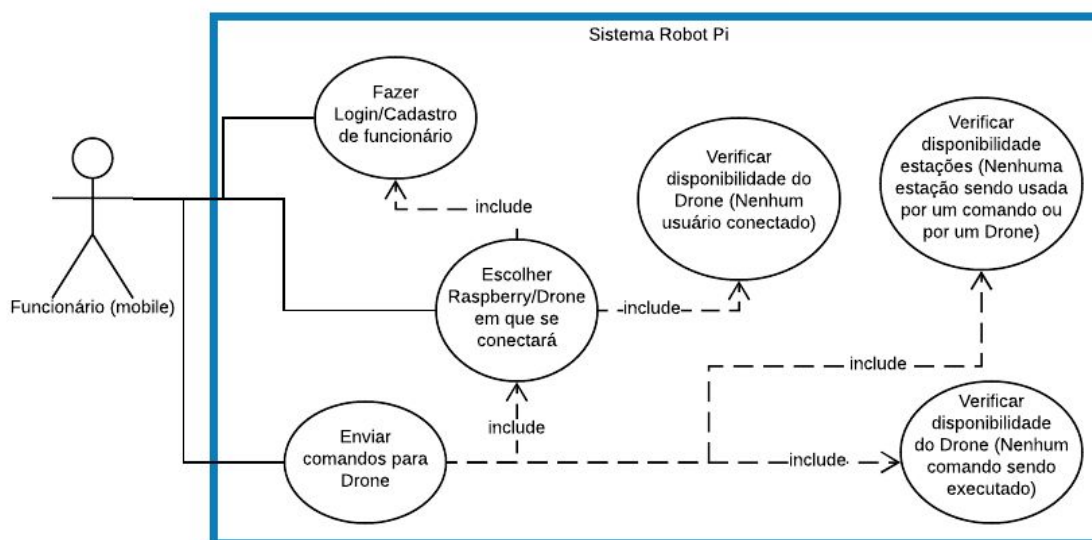 Sistema Robot Pi
Fazer
Login/Cadastro
de funcionário
Verificar
disponibilidade do
Drone (Nenhum
usuário conectado)
Verificar
disponibilidade
estações (Nenhuma
estação sendo usada
por um comando ou
por um Drone)
include
Funcionário (mobile)
Escolher
Raspberry/Drone
em que se
conectará
include
include
include
Enviar
comandos para
Drone
include
Verificar
disponibilidade
do Drone (Nenhum
comando sendo
executado)